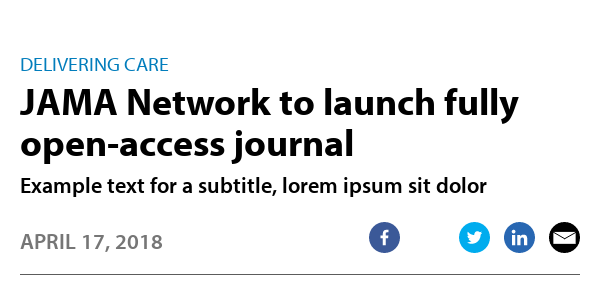 DELIVERING CARE
JAMA Network to launch fully
open-access journal
Example text for a subtitle, lorem ipsum sit dolor
APRIL 17, 2018